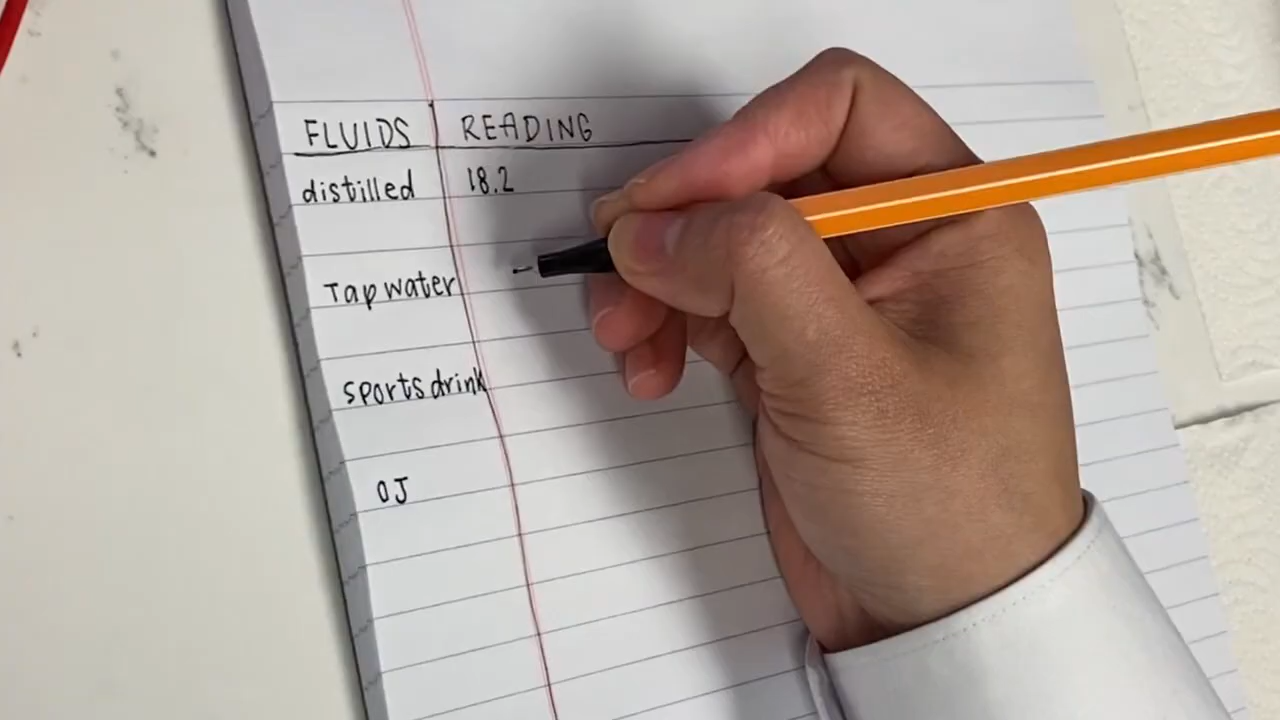 FLUIDS READING
distilled 18.2
Tap water
sports drink
OJ